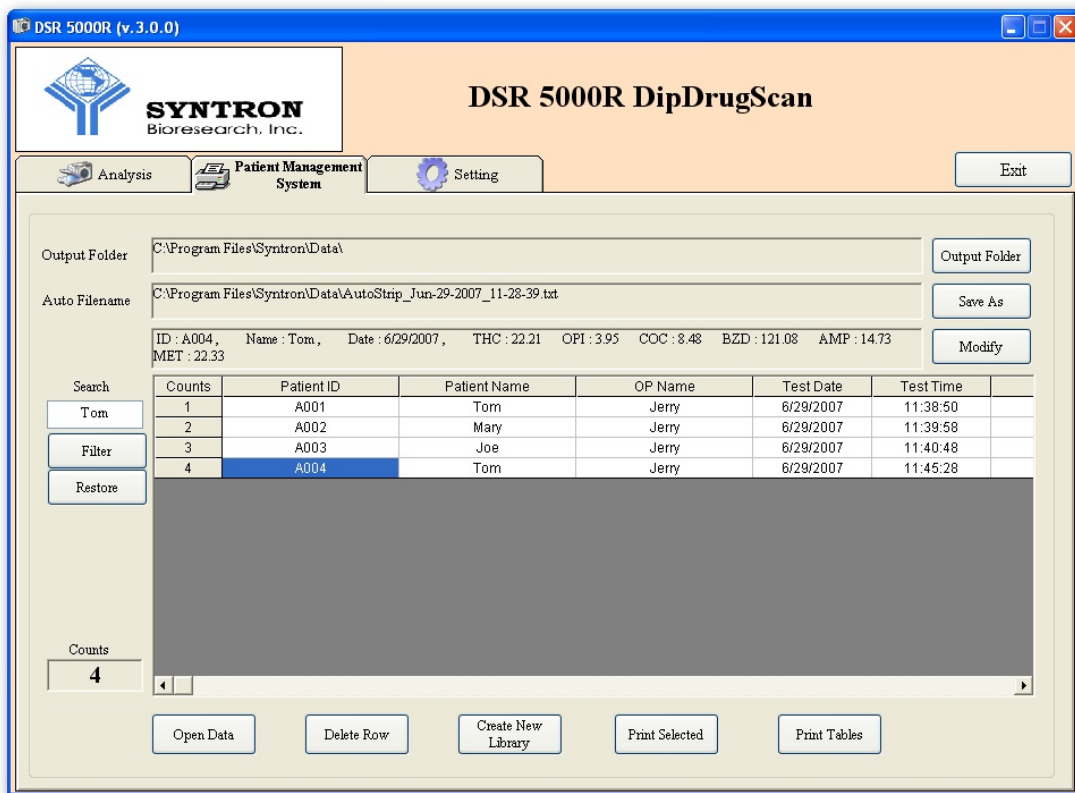 DSR 5000R (v.3.0.0)
SYNTRON
Bioresearch, Inc.
DSR 5000R DipDrugScan
Analysis
Patient Management
System
Setting
Exit
Output Folder
C:\Program Files\Syntron\Data\
Output Folder
Auto Filename
C:\Program Files\Syntron\Data\AutoStrip_Jun-29-2007_11-28-39.txt
Save As
ID : A004 , Name : Tom , Date : 6/29/2007 , THC : 22.21 OPI : 3.95 COC : 8.48 BZD : 121.08 AMP : 14.73
MET : 22.33
Modify
Search
Tom
Filter
Restore
Counts Patient ID Patient Name OP Name Test Date Test Time
1 A001 Tom Jerry 6/29/2007 11:38:50
2 A002 Mary Jerry 6/29/2007 11:39:58
3 A003 Joe Jerry 6/29/2007 11:40:48
4 A004 Tom Jerry 6/29/2007 11:45:28
Counts
4
Open Data
Delete Row
Create New
Library
Print Selected
Print Tables